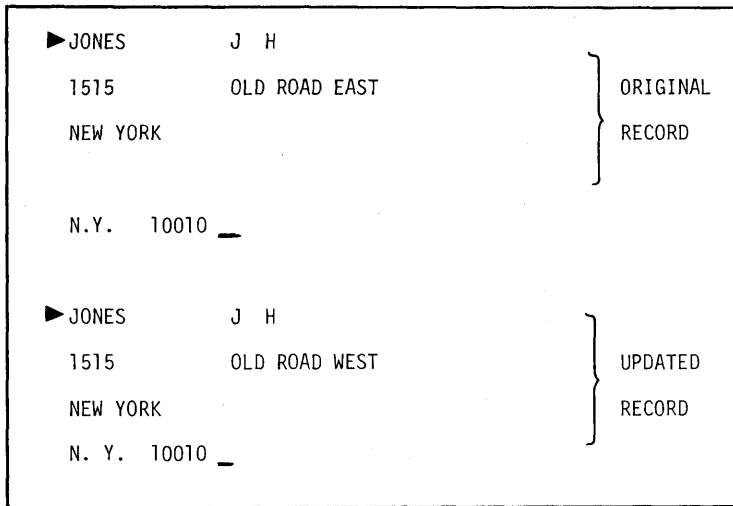 ►JONES J H
1515 OLD ROAD EAST ORIGINAL
NEW YORK RECORD
N.Y. 10010 _
►JONES J H
1515 OLD ROAD WEST UPDATED
NEW YORK RECORD
N. Y. 10010 _